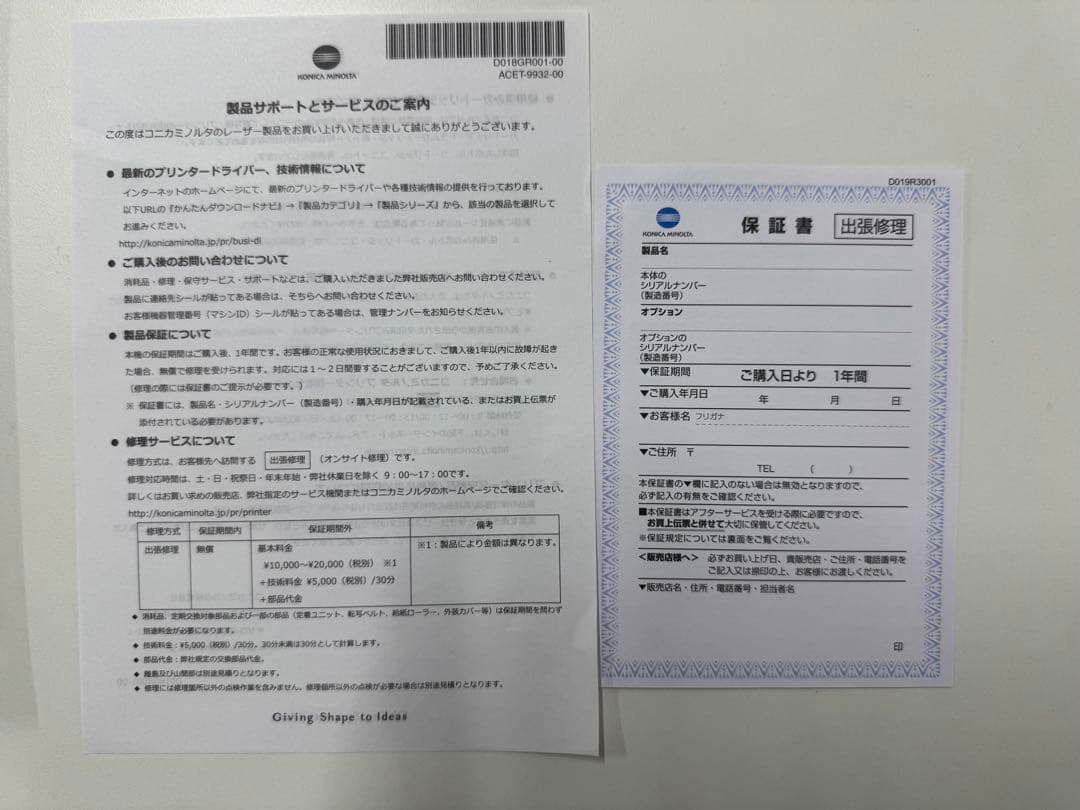 D018GR001-00
ACET-9932-00
KONICA MINOLTA
製品サポートとサービスのご案内
この度はコニカミノルタのレーザー製品をお買い上げいただきまして誠にありがとうございます。
● 最新のプリンタードライバー、技術情報について
インターネットのホームページにて、最新のプリンタードライバーや各種技術情報の提供を行っております。
以下URLの『かんたんダウンロードナビ』→『製品カテゴリ』→『製品シリーズ』から、該当の製品を選択して
お進みください。
http://konicaminolta.jp/pr/busi-dl
● ご購入後のお問い合わせについて
消耗品・修理・保守サービス・サポートなどは、ご購入いただきました弊社販売店へお問い合わせください。
製品に連絡先シールが貼ってある場合は、そちらへお問い合わせください。
お客様機器管理番号（マシンID）シールが貼ってある場合は、管理ナンバーをお知らせください。
● 製品保証について
本機の保証期間はご購入後、1年間です。お客様の正常な使用状況におきまして、ご購入後1年以内に故障が起き
た場合、無償で修理を受けられます。対応には１～２日間要することがございますので、予めご了承ください。
（修理の際には保証書のご提示が必要です。）
※ 保証書には、製品名・シリアルナンバー（製造番号）・購入年月日が記載されている、またはお買上伝票が
添付されている必要があります。
● 修理サービスについて
修理方式は、お客様先へ訪問する 出張修理 （オンサイト修理）です。
修理対応時間は、土・日・祝祭日・年末年始・弊社休業日を除く ９：00～17：00です。
詳しくはお買い求めの販売店、弊社指定のサービス機関またはコニカミノルタのホームページでご確認ください。
http://konicaminolta.jp/pr/printer
修理方式 保証期間内 保証期間外 備考
出張修理 無償 基本料金 ※１：製品により金額は異なります。
¥10,000～¥20,000（税別） ※1
＋技術料金 ¥5,000（税別）/30分
＋部品代金
◆ 消耗品、定期交換対象部品および一部の部品（定着ユニット、転写ベルト、給紙ローラー、外装カバー等）は保証期間を問わず
別途料金が必要になります。
◆ 技術料金：¥5,000（税別）/30分。30分未満は30分として計算します。
◆ 部品代金：弊社規定の交換部品代金。
◆ 離島及び山間部は別途見積りとなります。
◆ 修理には修理箇所以外の点検作業を含みません。修理個所以外の点検が必要な場合は別途見積りとなります。
Giving Shape to Ideas
D019R3001
KONICA MINOLTA
保証書 出張修理
製品名
本体の
シリアルナンバー
（製造番号）
オプション
オプションの
シリアルナンバー
（製造番号）
▼保証期間 ご購入日より 1年間
▼ご購入年月日 年 月 日
▼お客様名 フリガナ
▼ご住所 〒
TEL （ ）
本保証書の▼欄に記入のない場合は無効となりますので、
必ず記入の有無をご確認ください。
■本保証書はアフターサービスを受ける際に必要ですので、
お買上伝票と併せて大切に保管してください。
※保証規定については裏面をご覧ください。
＜販売店様へ＞ 必ずお買い上げ日、貴販売店・ご住所・電話番号を
ご記入又は捺印の上、お客様にお渡しください。
▼販売店名・住所・電話番号・担当者名
印